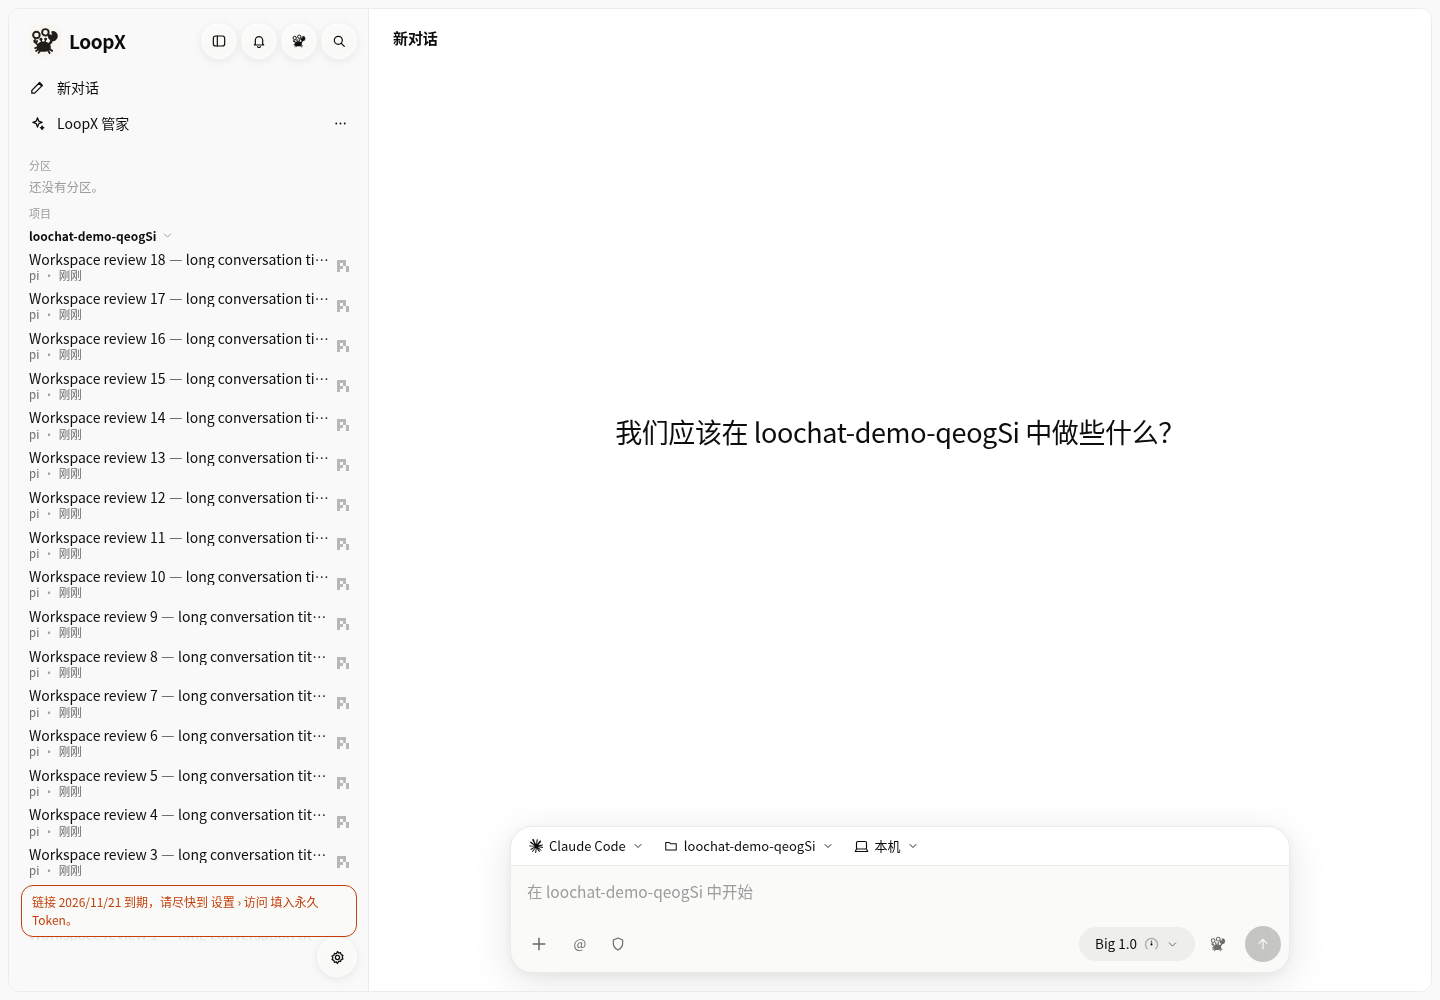 LoopX
新对话
LoopX 管家
分区
还没有分区。
项目
loochat-demo-qeogSi
Workspace review 18 — long conversation ti…
pi · 刚刚
Workspace review 17 — long conversation ti…
pi · 刚刚
Workspace review 16 — long conversation ti…
pi · 刚刚
Workspace review 15 — long conversation ti…
pi · 刚刚
Workspace review 14 — long conversation ti…
pi · 刚刚
Workspace review 13 — long conversation ti…
pi · 刚刚
Workspace review 12 — long conversation ti…
pi · 刚刚
Workspace review 11 — long conversation ti…
pi · 刚刚
Workspace review 10 — long conversation ti…
pi · 刚刚
Workspace review 9 — long conversation tit…
pi · 刚刚
Workspace review 8 — long conversation tit…
pi · 刚刚
Workspace review 7 — long conversation tit…
pi · 刚刚
Workspace review 6 — long conversation tit…
pi · 刚刚
Workspace review 5 — long conversation tit…
pi · 刚刚
Workspace review 4 — long conversation tit…
pi · 刚刚
Workspace review 3 — long conversation tit…
pi · 刚刚
链接 2026/11/21 到期，请尽快到 设置 › 访问 填入永久
Token。
新对话
我们应该在 loochat-demo-qeogSi 中做些什么？
Claude Code
loochat-demo-qeogSi
本机
在 loochat-demo-qeogSi 中开始
@
Big 1.0